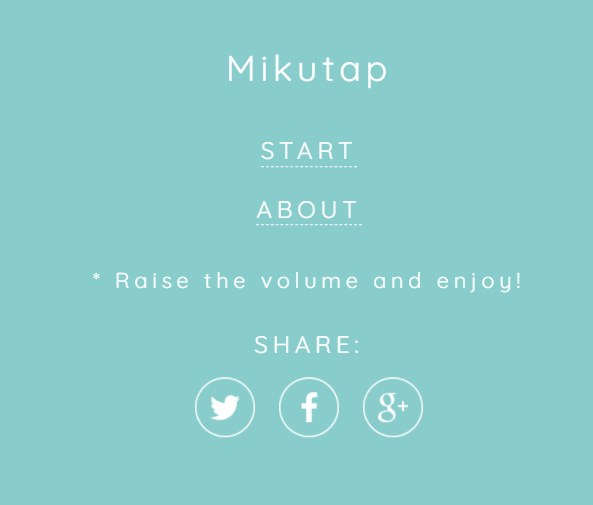 Mikutap
START
ABOUT
* Raise the volume and enjoy!
SHARE:
g+